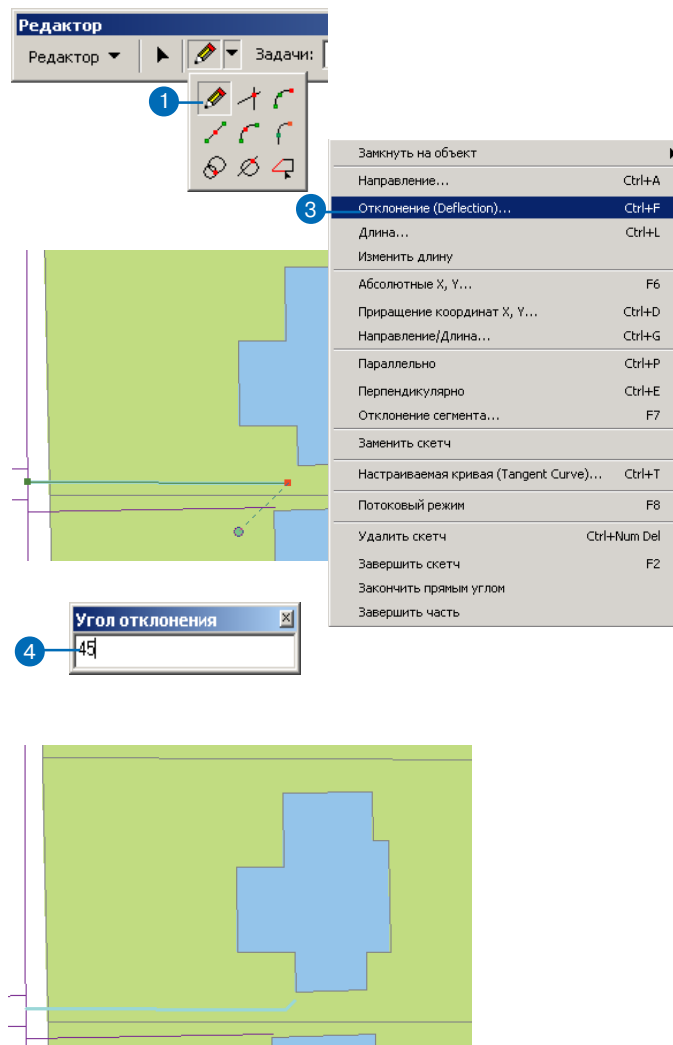 Редактор
Редактор Задачи:
1
Замкнуть на объект
Направление... Ctrl+A
3
Отклонение (Deflection)... Ctrl+F
Длина... Ctrl+L
Изменить длину
Абсолютные X, Y... F6
Приращение координат X, Y... Ctrl+D
Направление/Длина... Ctrl+G
Параллельно Ctrl+P
Перпендикулярно Ctrl+E
Отклонение сегмента... F7
Заменить скетч
Настраиваемая кривая (Tangent Curve)... Ctrl+T
Потоковый режим F8
Удалить скетч Ctrl+Num Del
Завершить скетч F2
Закончить прямым углом
Завершить часть
Угол отклонения
4
45